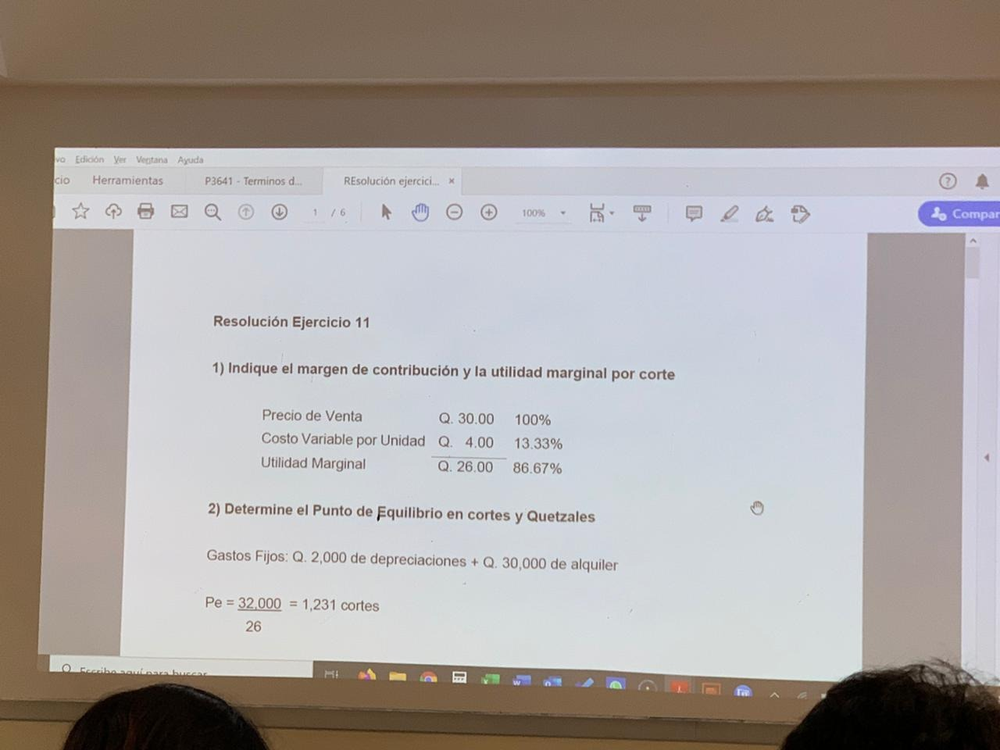 Edición Ver Ventana Ayuda
Herramientas P3641 - Terminos d... REsolución ejercici... ×
1 / 6 100% Compar
Resolución Ejercicio 11
1) Indique el margen de contribución y la utilidad marginal por corte
Precio de Venta Q. 30.00 100%
Costo Variable por Unidad Q. 4.00 13.33%
Utilidad Marginal Q. 26.00 86.67%
2) Determine el Punto de Equilibrio en cortes y Quetzales
Gastos Fijos: Q. 2,000 de depreciaciones + Q. 30,000 de alquiler
Pe = 32,000 = 1,231 cortes
26
Escribe aquí para buscar